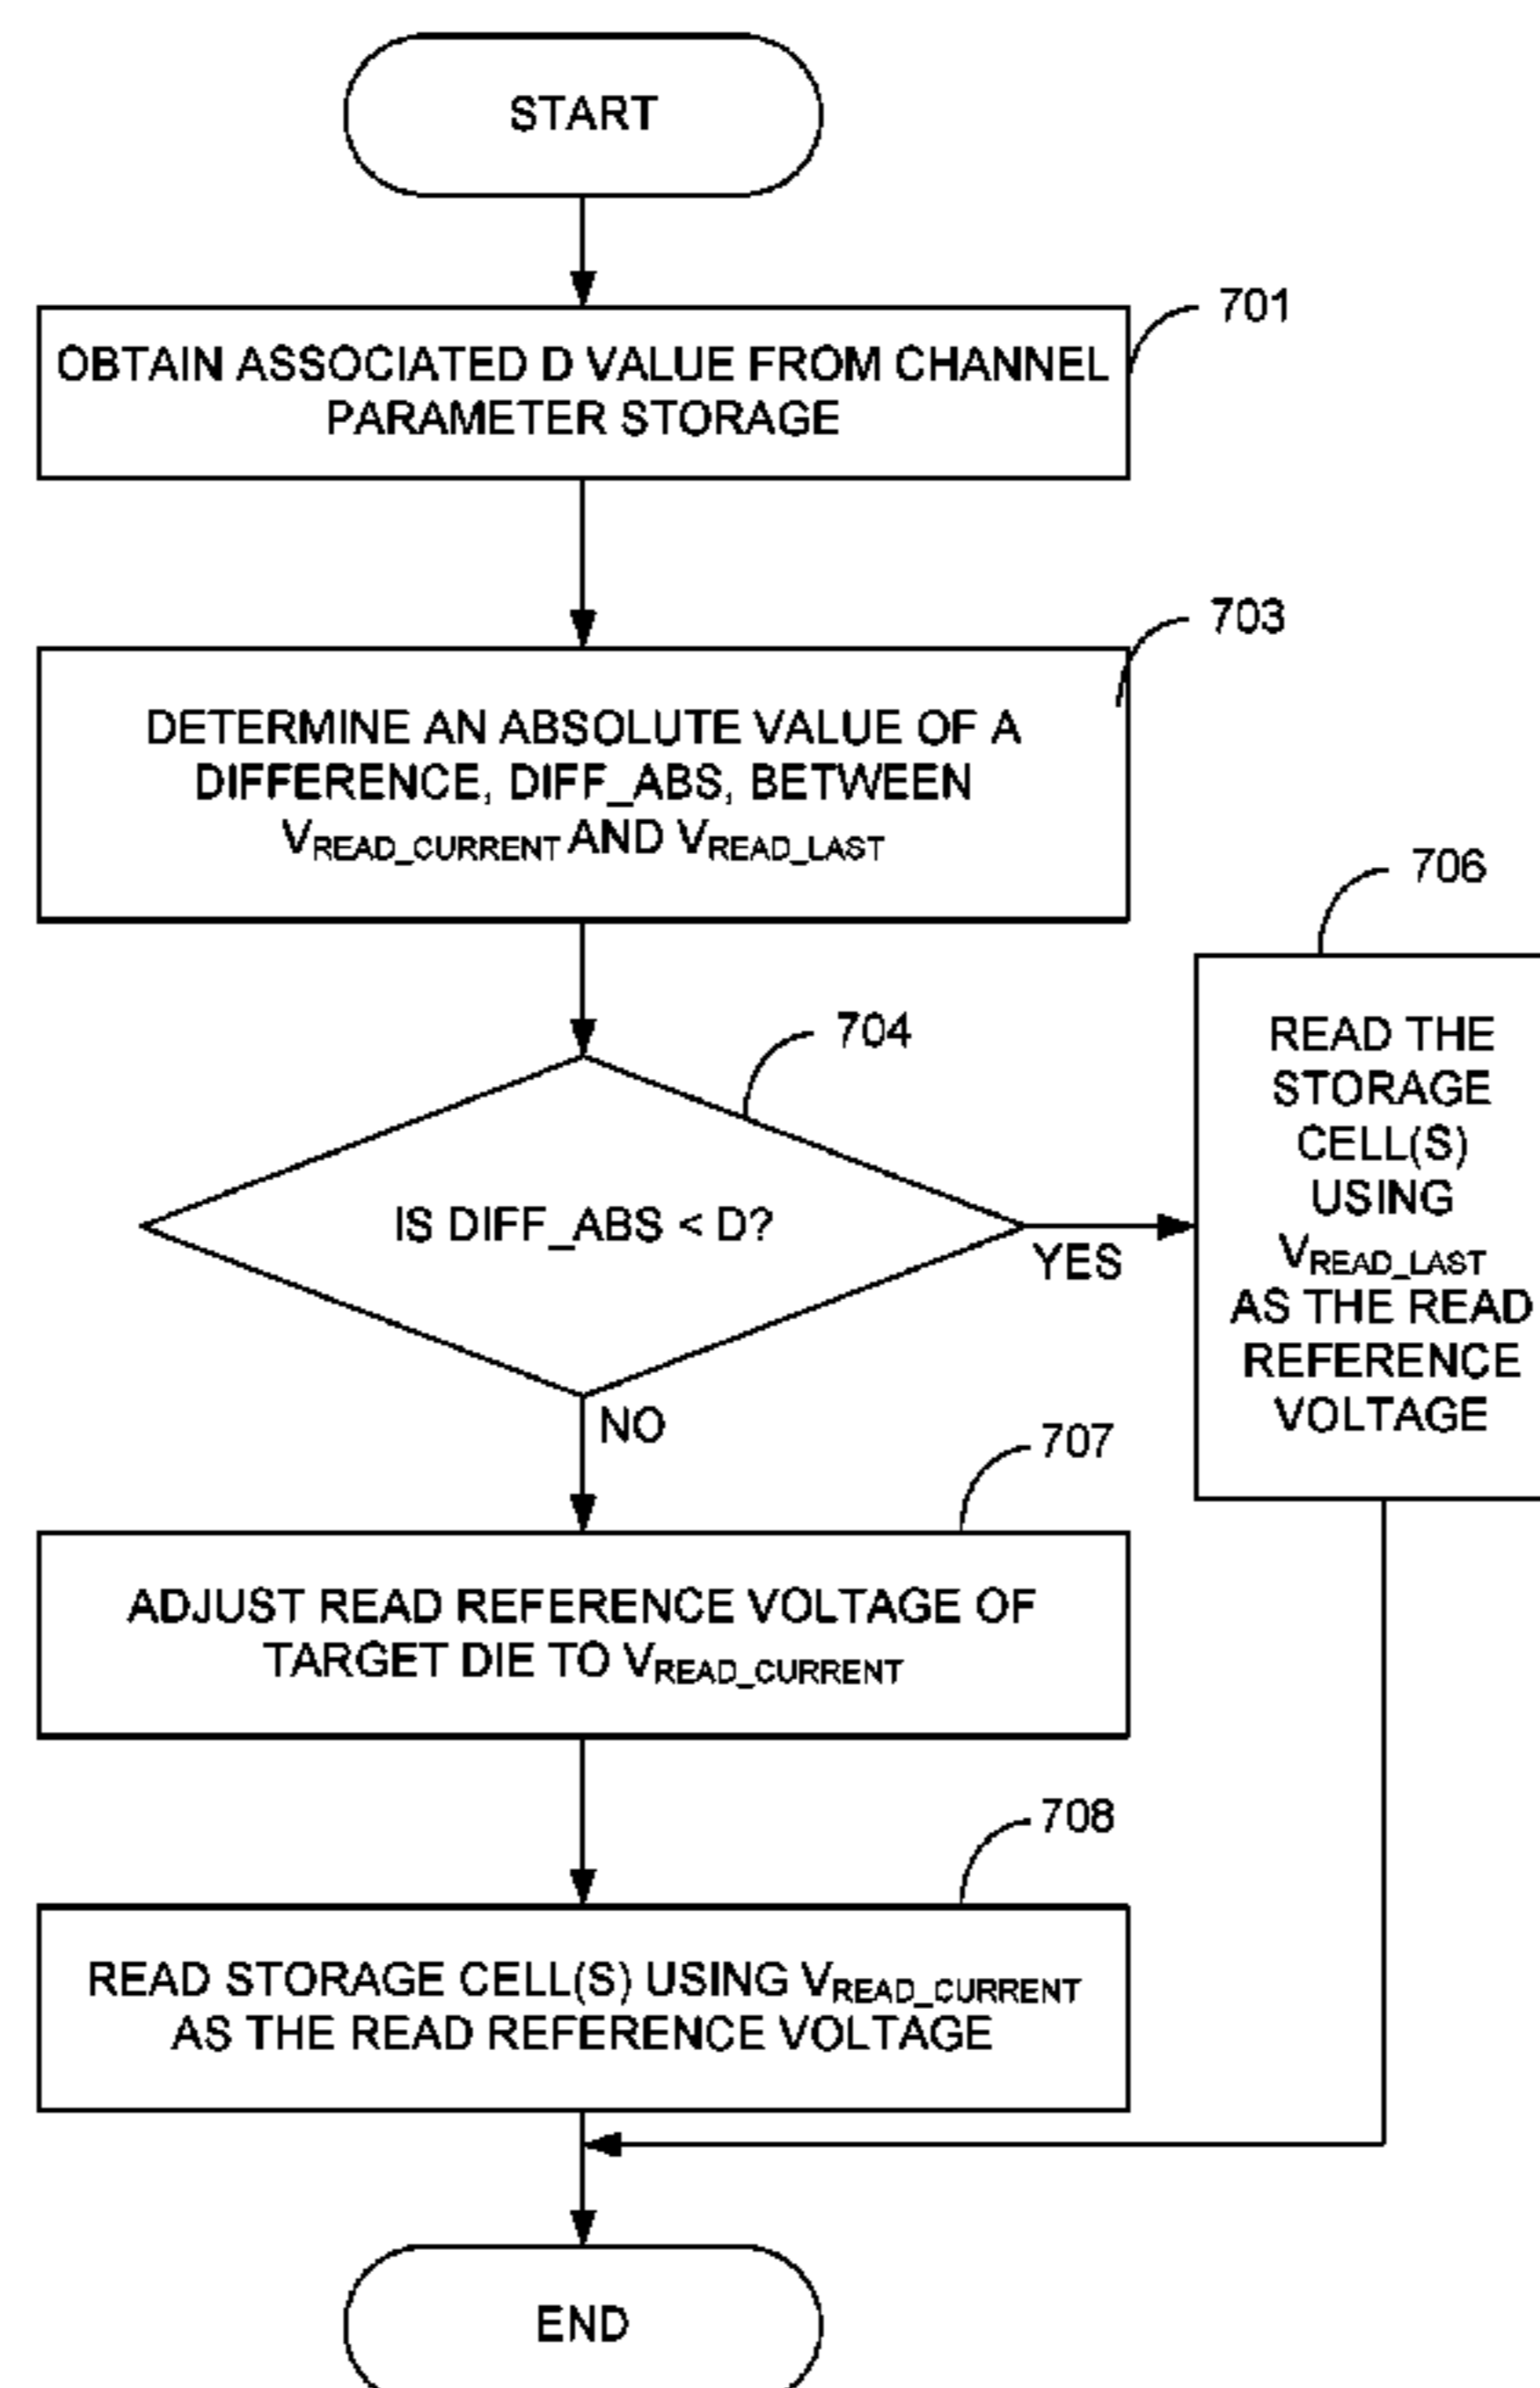 START
701
OBTAIN ASSOCIATED D VALUE FROM CHANNEL
PARAMETER STORAGE
703
DETERMINE AN ABSOLUTE VALUE OF A
DIFFERENCE, DIFF_ABS, BETWEEN
VREAD_CURRENT AND VREAD_LAST
704
IS DIFF_ABS < D?
YES
706
READ THE
STORAGE
CELL(S)
USING
VREAD_LAST
AS THE READ
REFERENCE
VOLTAGE
NO
707
ADJUST READ REFERENCE VOLTAGE OF
TARGET DIE TO VREAD_CURRENT
708
READ STORAGE CELL(S) USING VREAD_CURRENT
AS THE READ REFERENCE VOLTAGE
END